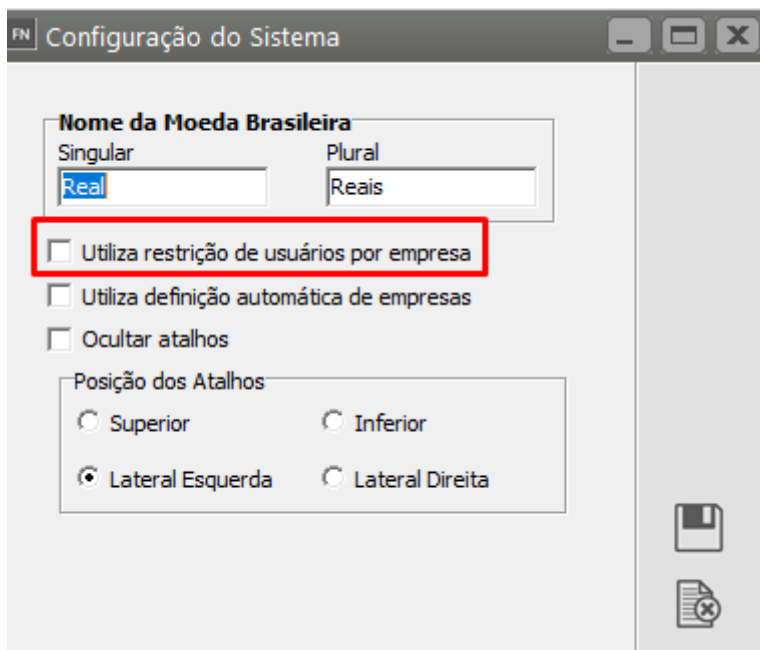 FN Configuração do Sistema
Nome da Moeda Brasileira
Singular Plural
Real Reais
Utiliza restrição de usuários por empresa
Utiliza definição automática de empresas
Ocultar atalhos
Posição dos Atalhos
Superior Inferior
Lateral Esquerda Lateral Direita